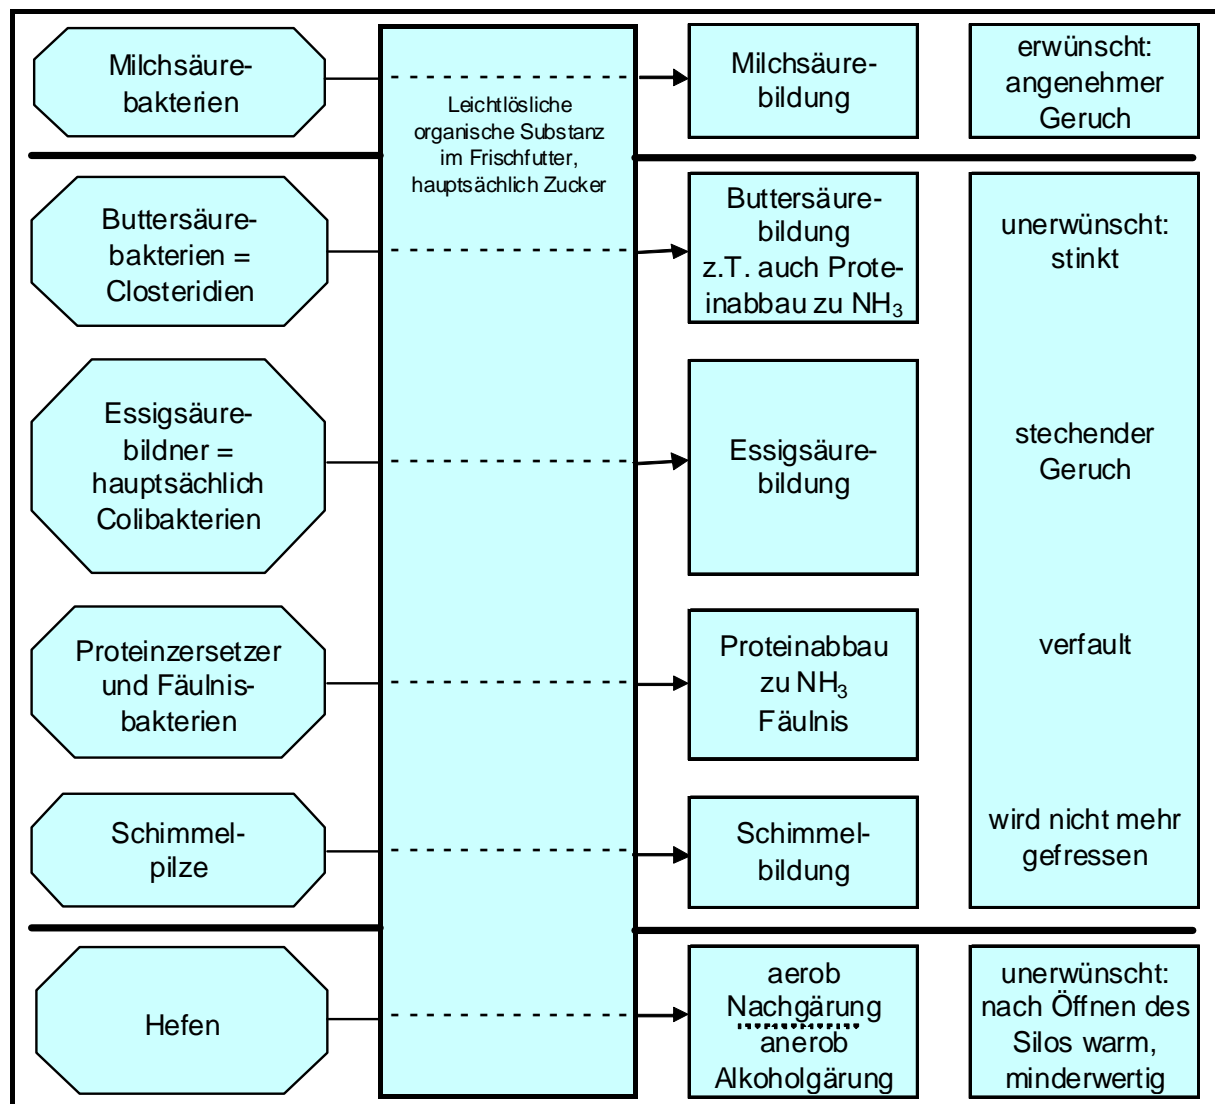 Milchsäure-
bakterien
Leichtlösliche
organische Substanz
im Frischfutter,
hauptsächlich Zucker
Milchsäure-
bildung
erwünscht:
angenehmer
Geruch
Buttersäure-
bakterien =
Closteridien
Buttersäure-
bildung
z.T. auch Prote-
inabbau zu NH₃
unerwünscht:
stinkt
Essigsäure-
bildner =
hauptsächlich
Colibakterien
Essigsäure-
bildung
stechender
Geruch
Proteinzersetzer
und Fäulnis-
bakterien
Proteinabbau
zu NH₃
Fäulnis
verfault
Schimmel-
pilze
Schimmel-
bildung
wird nicht mehr
gefressen
Hefen
aerob
Nachgärung
anerob
Alkoholgärung
unerwünscht:
nach Öffnen des
Silos warm,
minderwertig